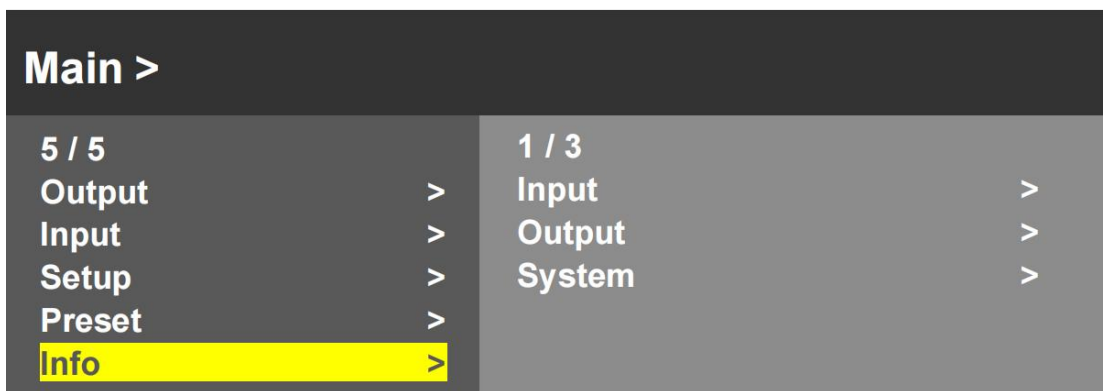 Main >
5 / 5
Output >
Input >
Setup >
Preset >
Info >
1 / 3
Input >
Output >
System >